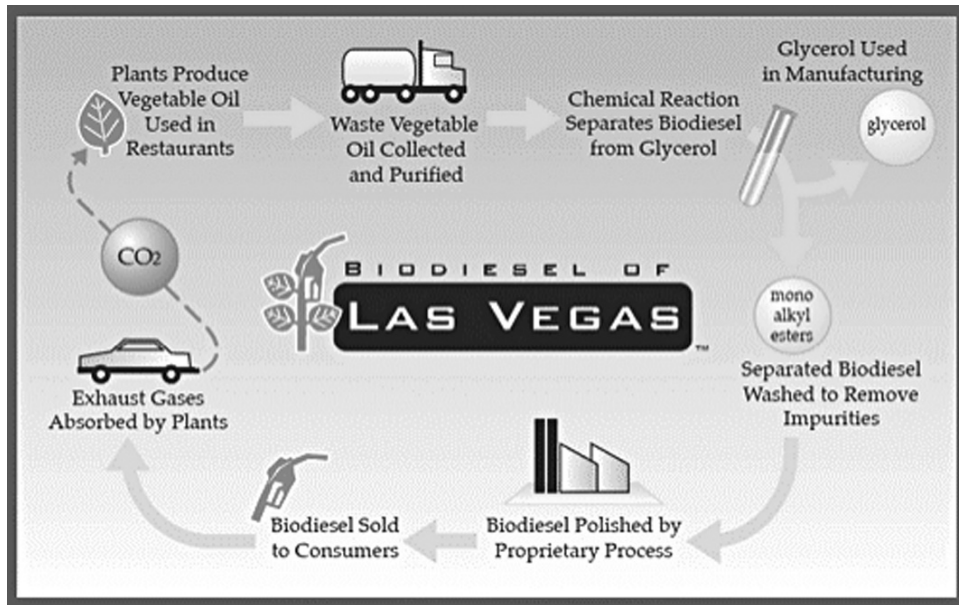 Plants Produce
Vegetable Oil
Used in
Restaurants
Waste Vegetable
Oil Collected
and Purified
Chemical Reaction
Separates Biodiesel
from Glycerol
Glycerol Used
in Manufacturing
glycerol
mono
alkyl
esters
Separated Biodiesel
Washed to Remove
Impurities
Biodiesel Polished by
Proprietary Process
Biodiesel Sold
to Consumers
Exhaust Gases
Absorbed by Plants
CO2
BIODIESEL OF
LAS VEGAS
TM